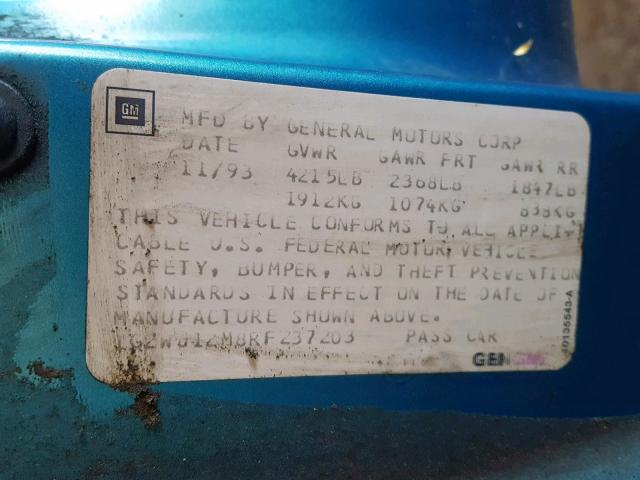 GM
MFD BY GENERAL MOTORS CORP
DATE GVWR GAWR FRT GAWR RR
11/93 4215LB 2368LB 1847LB
1912KG 1074KG 838KG
THIS VEHICLE CONFORMS TO ALL APPLI-
CABLE U.S. FEDERAL MOTOR VEHICLE
SAFETY, BUMPER, AND THEFT PREVENTION
STANDARDS IN EFFECT ON THE DATE OF
MANUFACTURE SHOWN ABOVE.
PASS CAR
GEN
10135543-A